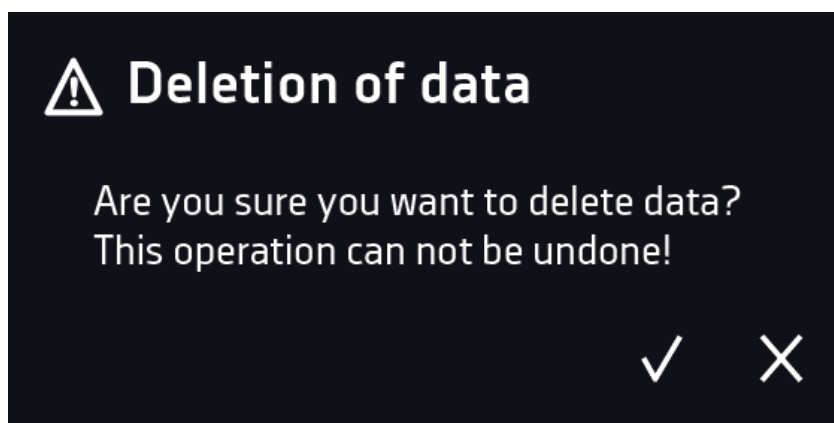 Deletion of data
Are you sure you want to delete data?
This operation can not be undone!